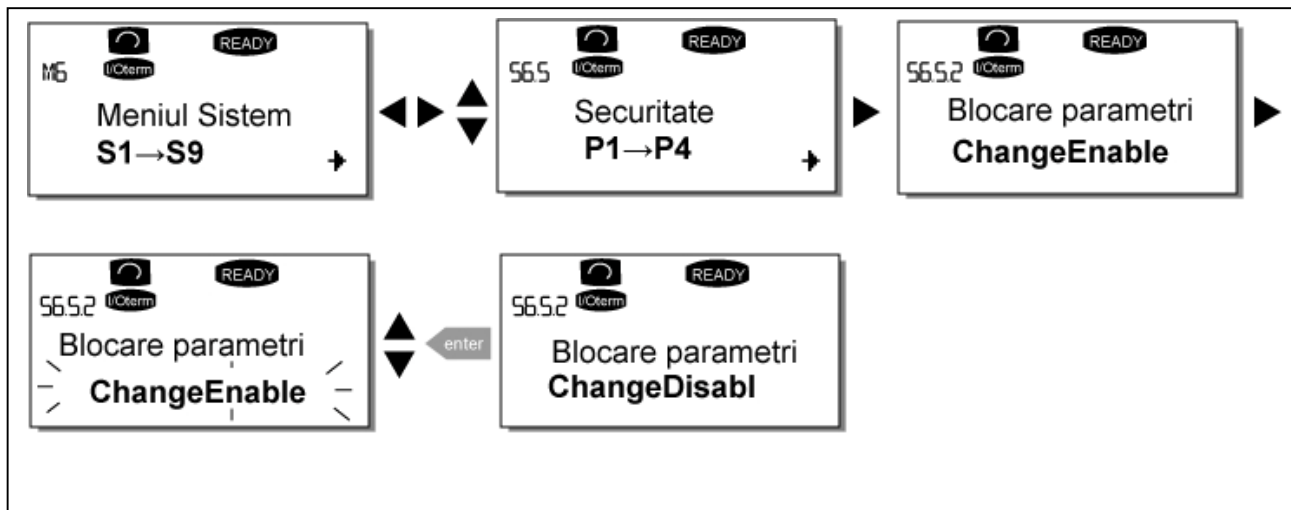 READY
M6 I/Oterm
Meniul Sistem
S1→S9
READY
S6.5 I/Oterm
Securitate
P1→P4
READY
S6.5.2 I/Oterm
Blocare parametri
ChangeEnable
READY
S6.5.2 I/Oterm
Blocare parametri
ChangeEnable
enter
READY
S6.5.2 I/Oterm
Blocare parametri
ChangeDisabl